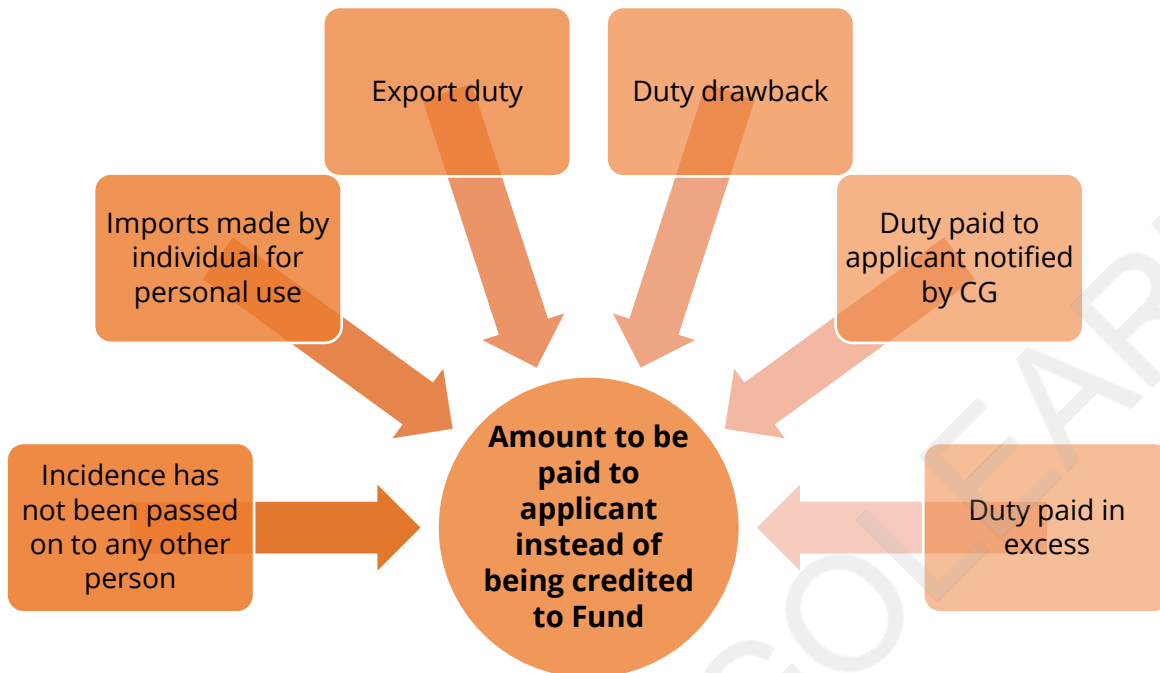 Export duty
Duty drawback
Imports made by
individual for
personal use
Duty paid to
applicant notified
by CG
Incidence has
not been passed
on to any other
person
Amount to be
paid to
applicant
instead of
being credited
to Fund
Duty paid in
excess